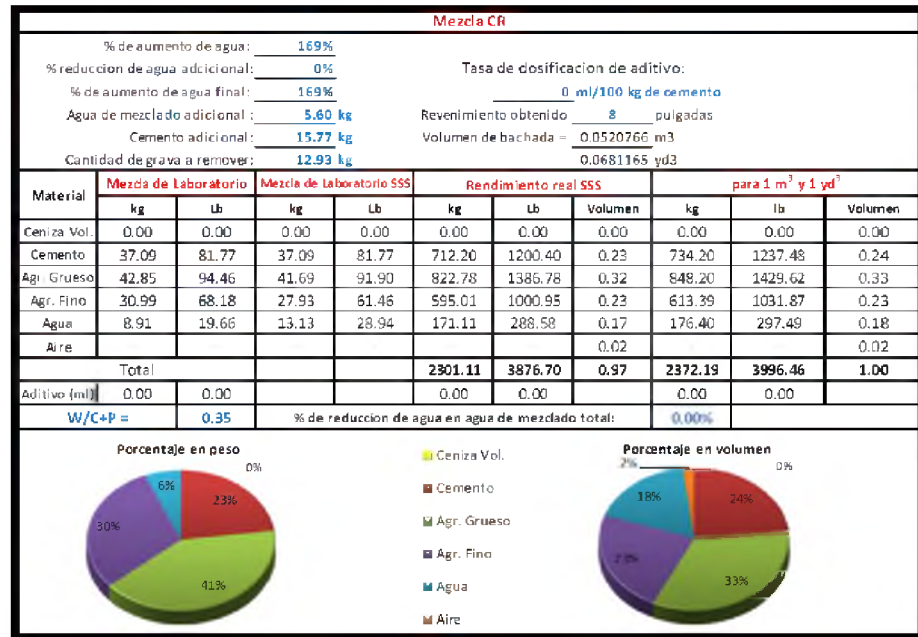 Mezcla CR
% de aumento de agua: 169%
% reduccion de agua adcicional: 0% Tasa de dosificacion de aditivo:
% de aumento de agua final: 169% 0 ml/100 kg de cemento
Agua de mezclado adicional : 5.60 kg Revenimiento obtenido 8 pulgadas
Cemento adicional: 15.77 kg Volumen de bachada = 0.0520766 m3
Cantidad de grava a remover: 12.93 kg 0.0681165 yd3
Material Mezcla de Laboratorio Mezcla de Laboratorio SSS Rendimiento real SSS para 1 m³ y 1 yd³
kg Lb kg Lb kg Lb Volumen kg lb Volumen
Ceniza Vol. 0.00 0.00 0.00 0.00 0.00 0.00 0.00 0.00 0.00 0.00
Cemento 37.09 81.77 37.09 81.77 712.20 1200.40 0.23 734.20 1237.48 0.24
Agr. Grueso 42.85 94.46 41.69 91.90 822.78 1386.78 0.32 848.20 1429.62 0.33
Agr. Fino 30.99 68.18 27.93 61.46 595.01 1000.95 0.23 613.39 1031.87 0.23
Agua 8.91 19.66 13.13 28.94 171.11 288.58 0.17 176.40 297.49 0.18
Aire 0.02 0.02
Total 2301.11 3876.70 0.97 2372.19 3996.46 1.00
Aditivo (ml) 0.00 0.00 0.00 0.00 0.00 0.00
W/C+P = 0.35 % de reduccion de agua en agua de mezclado total: 0.00%
Porcentaje en peso
0%
23%
41%
30%
6%
Ceniza Vol.
Cemento
Agr. Grueso
Agr. Fino
Agua
Aire
Porcentaje en volumen
0%
24%
33%
23%
18%
2%